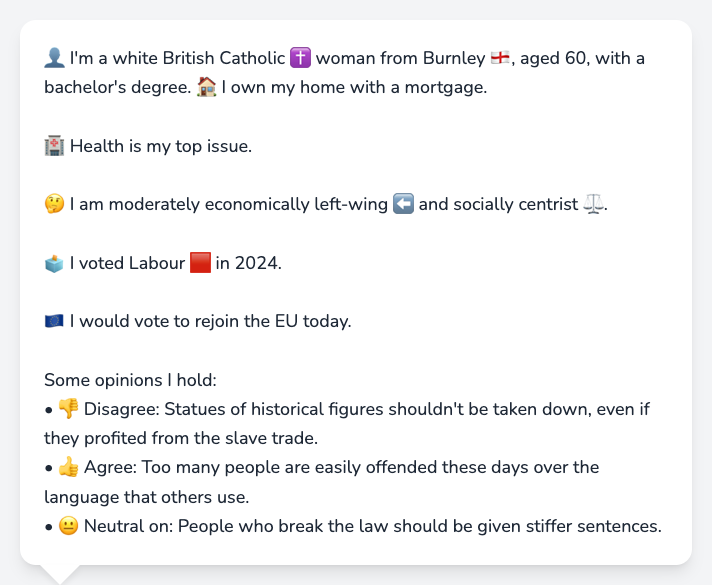 👤 I'm a white British Catholic ✝️ woman from Burnley 🏴󠁧󠁢󠁥󠁮󠁧󠁿, aged 60, with a
bachelor's degree. 🏠 I own my home with a mortgage.
🏥 Health is my top issue.
🤔 I am moderately economically left-wing ⬅️ and socially centrist ⚖️.
🗳️ I voted Labour 🟥 in 2024.
🇪🇺 I would vote to rejoin the EU today.
Some opinions I hold:
• 👎 Disagree: Statues of historical figures shouldn't be taken down, even if
they profited from the slave trade.
• 👍 Agree: Too many people are easily offended these days over the
language that others use.
• 😐 Neutral on: People who break the law should be given stiffer sentences.